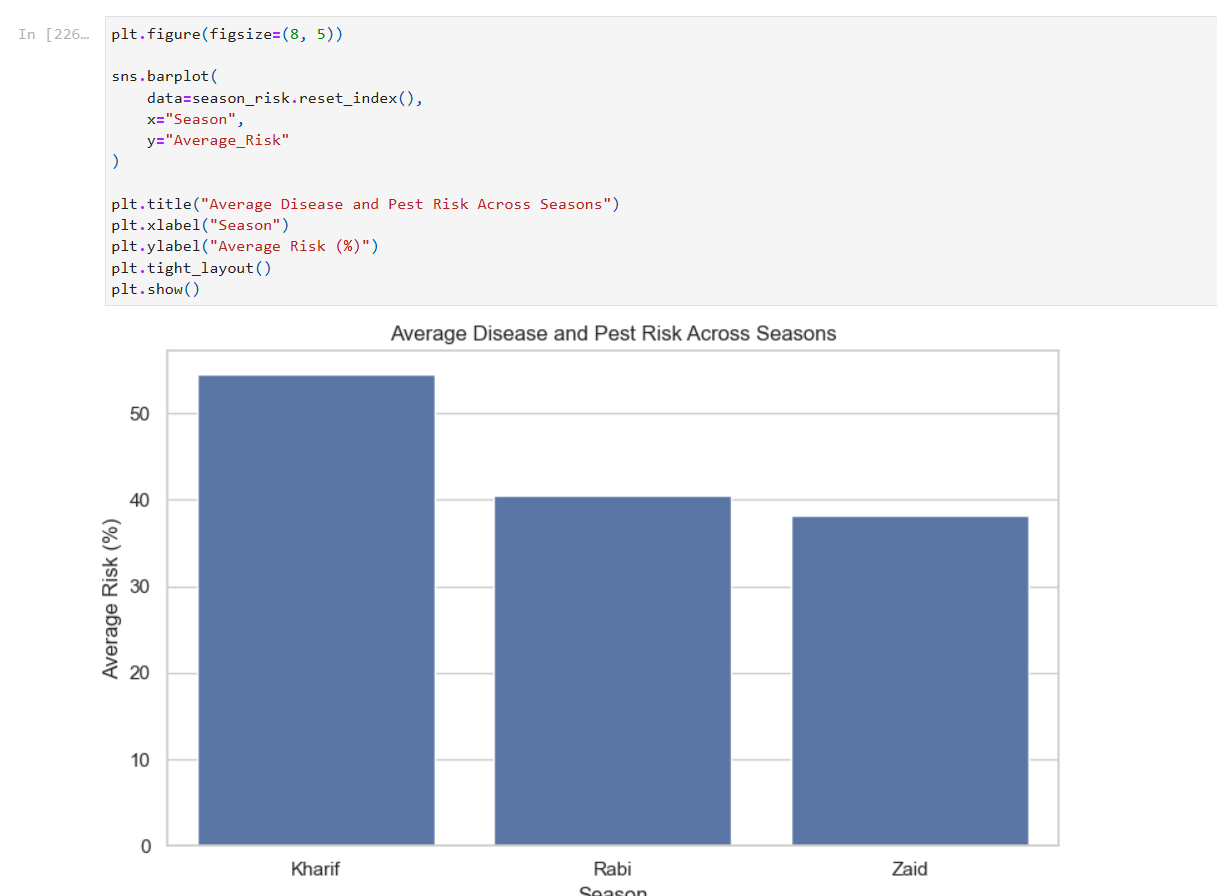 In [226…
plt.figure(figsize=(8, 5))
sns.barplot(
    data=season_risk.reset_index(),
    x="Season",
    y="Average_Risk"
)
plt.title("Average Disease and Pest Risk Across Seasons")
plt.xlabel("Season")
plt.ylabel("Average Risk (%)")
plt.tight_layout()
plt.show()
Average Disease and Pest Risk Across Seasons
Average Risk (%)
50
40
30
20
10
0
Kharif Rabi Zaid
Season